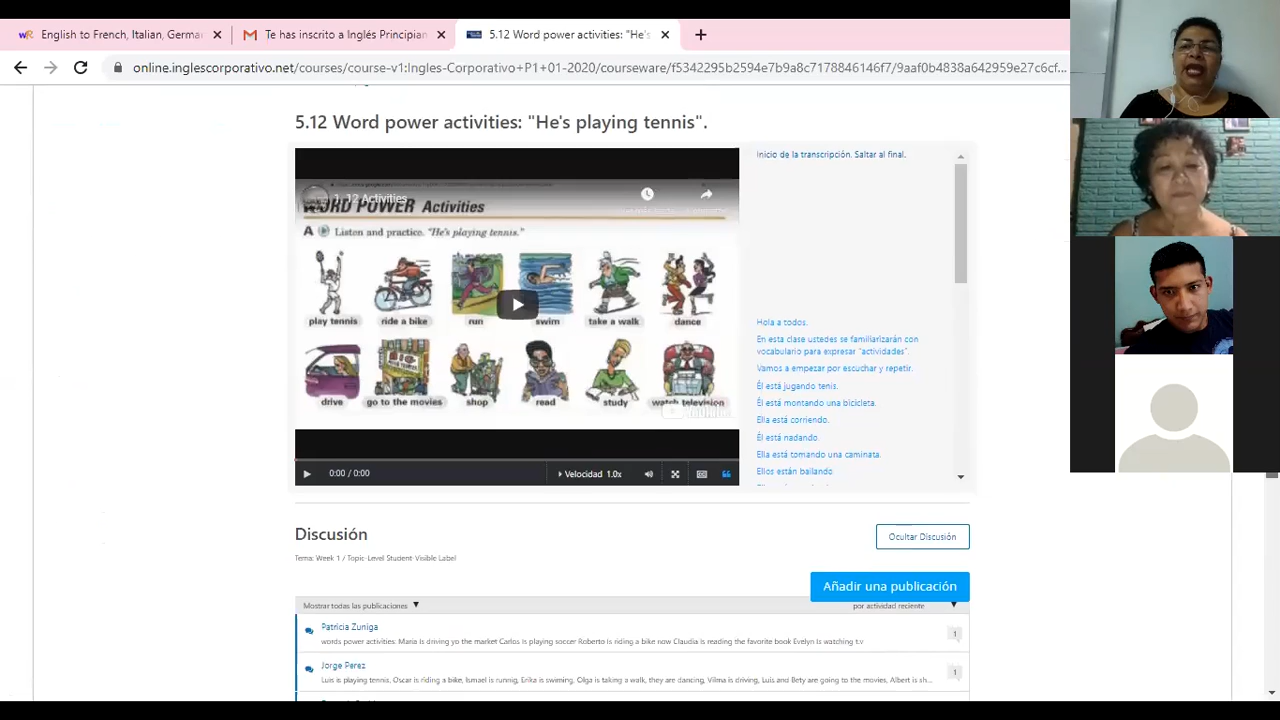 English to French, Italian, Germa
Te has inscrito a Inglés Principian
5.12 Word power activities: "He's
online.inglescorporativo.net/courses/course-v1:Ingles-Corporativo+P1+01-2020/courseware/f5342295b2594e7b9a8c7178846146f7/9aaf0b4838a642959e27c6cf...
5.12 Word power activities: "He's playing tennis".
1. 12 Activities
WORD POWER Activities
A Listen and practice. "He's playing tennis."
play tennis ride a bike run swim take a walk dance
drive go to the movies shop read study watch television
0:00 / 0:00
Velocidad 1.0x
Inicio de la transcripción. Saltar al final.
Hola a todos.
En esta clase ustedes se familiarizarán con
vocabulario para expresar "actividades".
Vamos a empezar por escuchar y repetir.
Él está jugando tenis.
Él está montando una bicicleta.
Ella está corriendo.
Él está nadando.
Ella está tomando una caminata.
Ellos están bailando
Discusión
Ocultar Discusión
Tema: Week 1 / Topic-Level Student-Visible Label
Añadir una publicación
Mostrar todas las publicaciones
por actividad reciente
Patricia Zuniga
words power activities: Maria is driving yo the market Carlos is playing soccer Roberto is riding a bike now Claudia is reading the favorite book Evelyn Is watching t.v
1
Jorge Perez
Luis is playing tennis, Oscar is riding a bike, Ismael is runnig, Erika is swiming, Olga is taking a walk, they are dancing, Vilma is driving, Luis and Bety are going to the movies, Albert is sh...
1